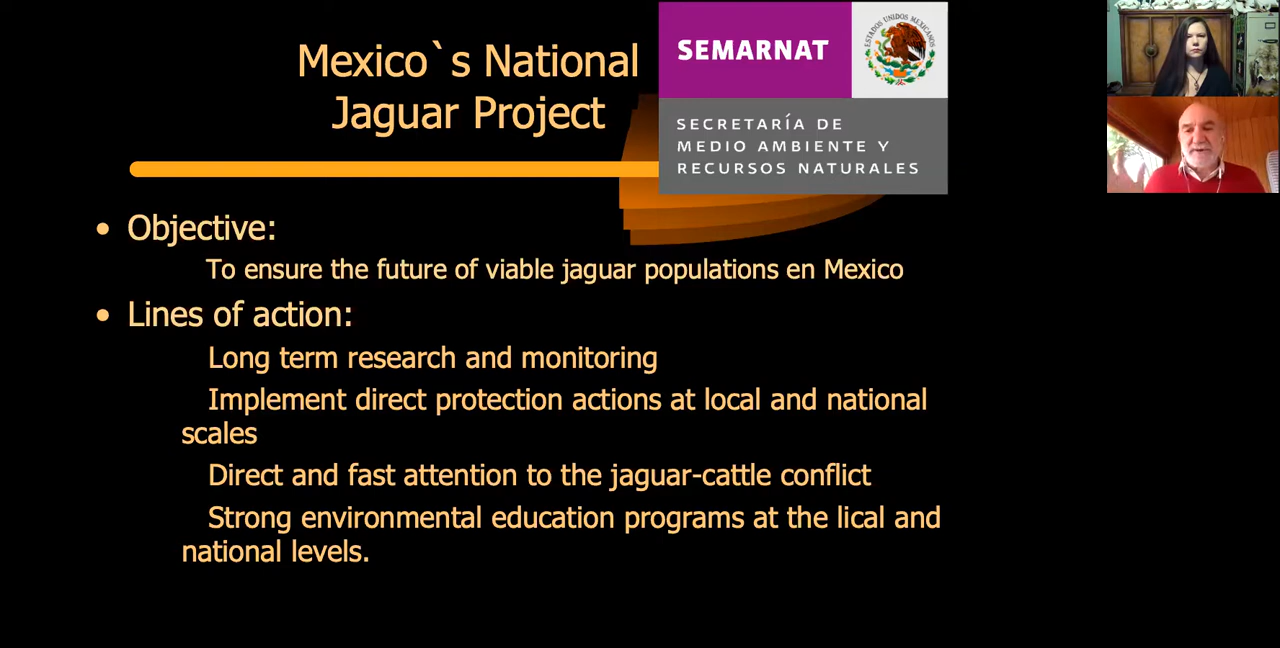 Mexico`s National
Jaguar Project
SEMARNAT
ESTADOS UNIDOS MEXICANOS
SECRETARÍA DE
MEDIO AMBIENTE Y
RECURSOS NATURALES
• Objective:
To ensure the future of viable jaguar populations en Mexico
• Lines of action:
Long term research and monitoring
Implement direct protection actions at local and national
scales
Direct and fast attention to the jaguar-cattle conflict
Strong environmental education programs at the lical and
national levels.